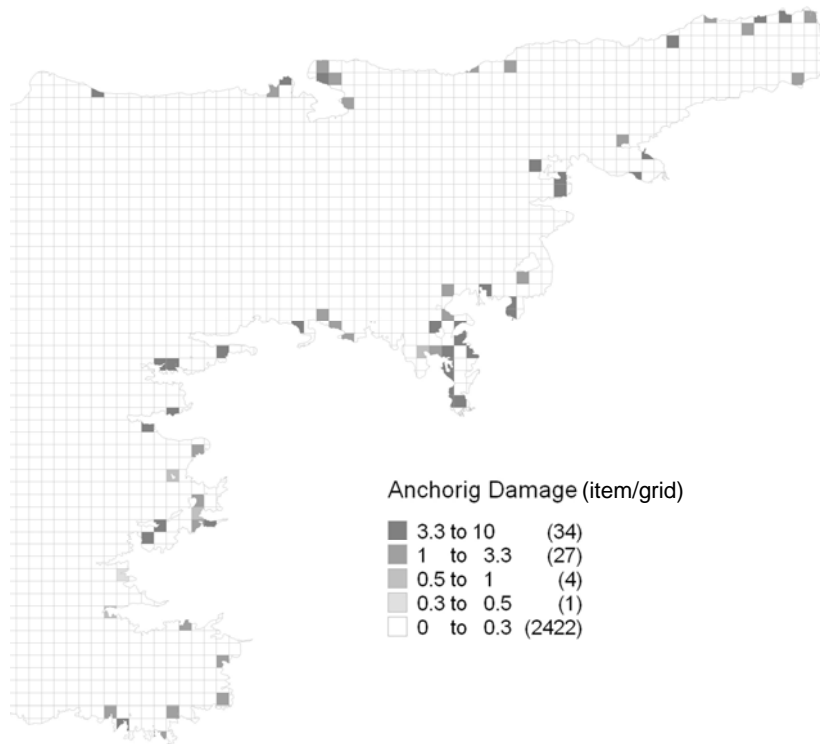 Anchorig Damage (item/grid)
3.3 to 10 (34)
1 to 3.3 (27)
0.5 to 1 (4)
0.3 to 0.5 (1)
0 to 0.3 (2422)